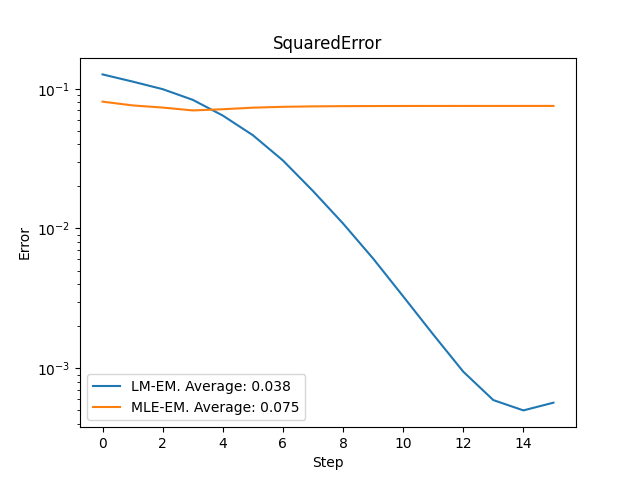 SquaredError
10⁻¹
10⁻²
10⁻³
Error
LM-EM. Average: 0.038
MLE-EM. Average: 0.075
0 2 4 6 8 10 12 14
Step